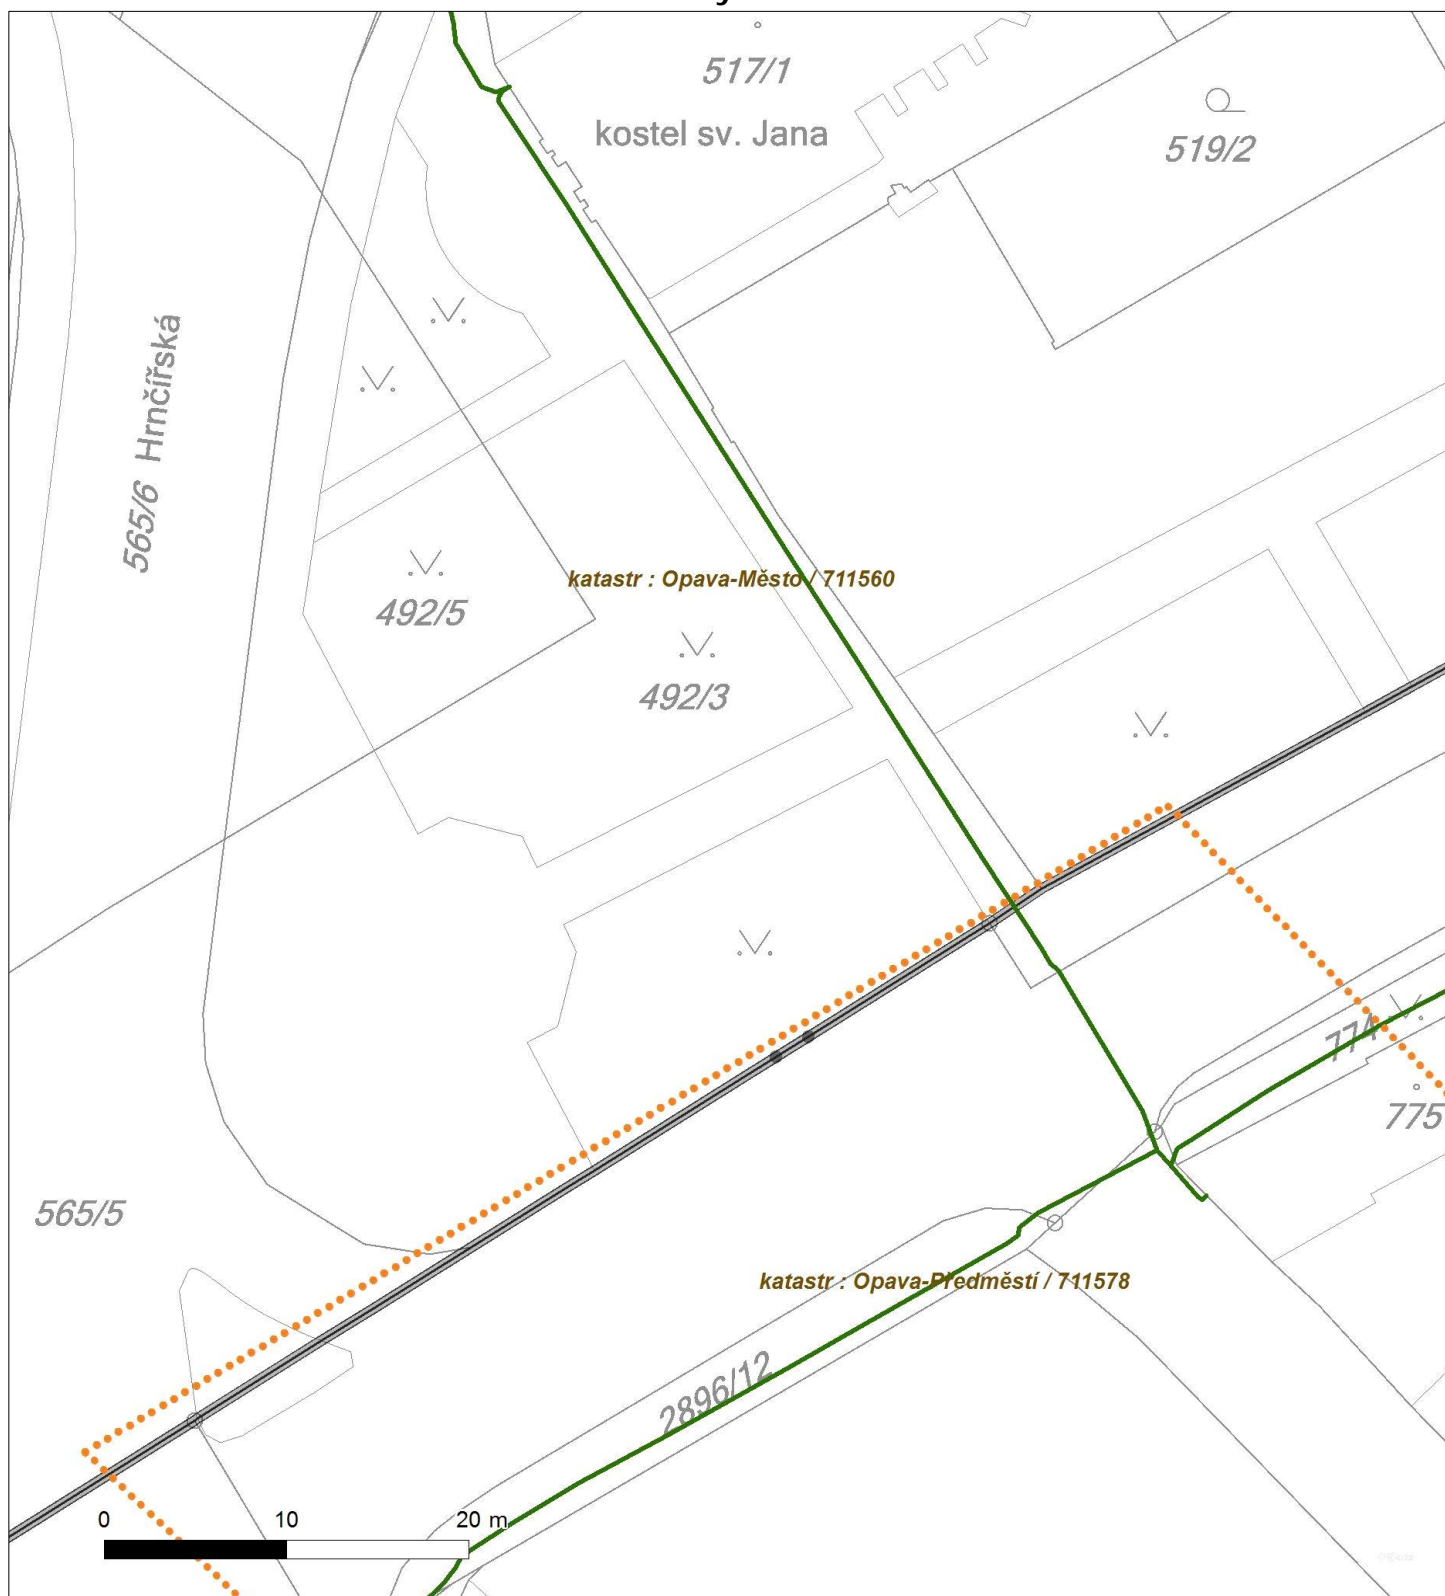 517/1
kostel sv. Jana
519/2
565/6 Hrnčířská
katastr : Opava-Město / 711560
492/5
492/3
774
775
565/5
katastr : Opava-Předměstí / 711578
2896/12
0 10 20 m